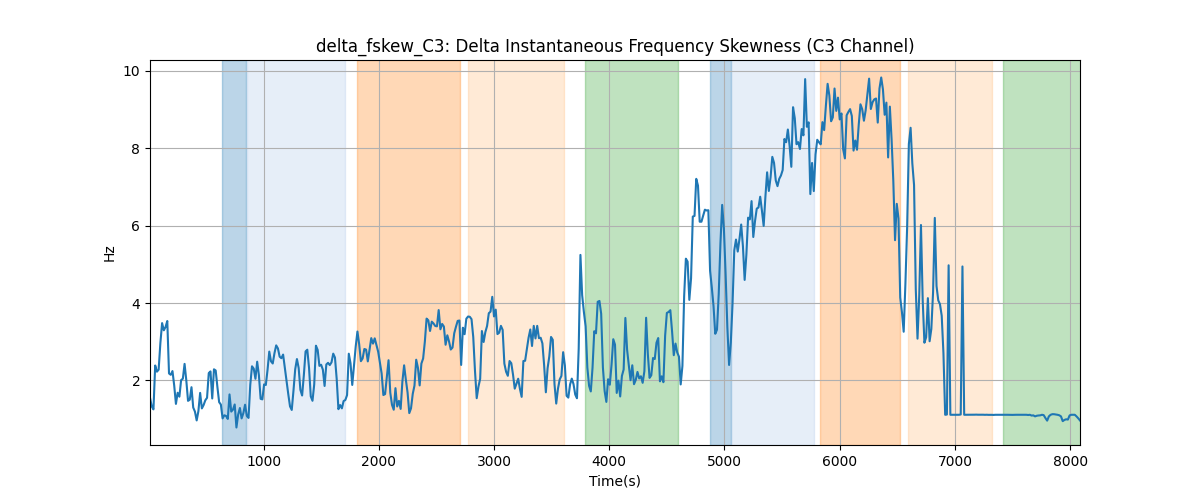 delta_fskew_C3: Delta Instantaneous Frequency Skewness (C3 Channel)
10
8
6
4
2
Hz
1000 2000 3000 4000 5000 6000 7000 8000
Time(s)